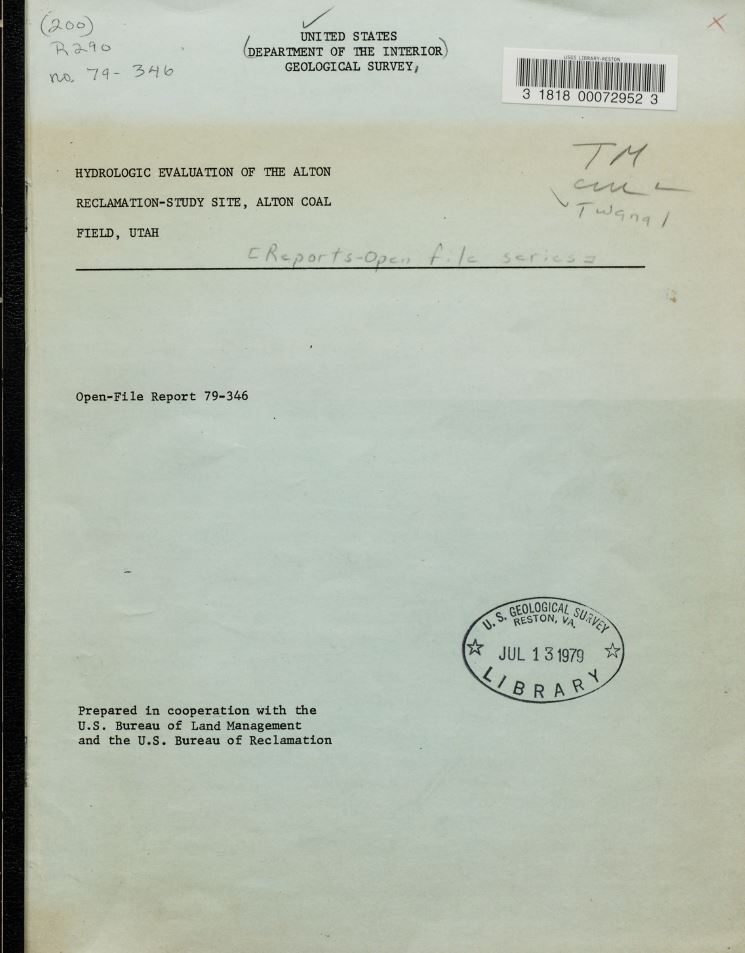 (200)
R290
no. 79-346
UNITED STATES
(DEPARTMENT OF THE INTERIOR)
GEOLOGICAL SURVEY,
USGS LIBRARY-RESTON
3 1818 00072952 3
TM
Twgnal
HYDROLOGIC EVALUATION OF THE ALTON
RECLAMATION-STUDY SITE, ALTON COAL
FIELD, UTAH
[Reports-Open file series]
Open-File Report 79-346
U. S. GEOLOGICAL SURVEY
RESTON, VA.
JUL 13 1979
LIBRARY
Prepared in cooperation with the
U.S. Bureau of Land Management
and the U.S. Bureau of Reclamation